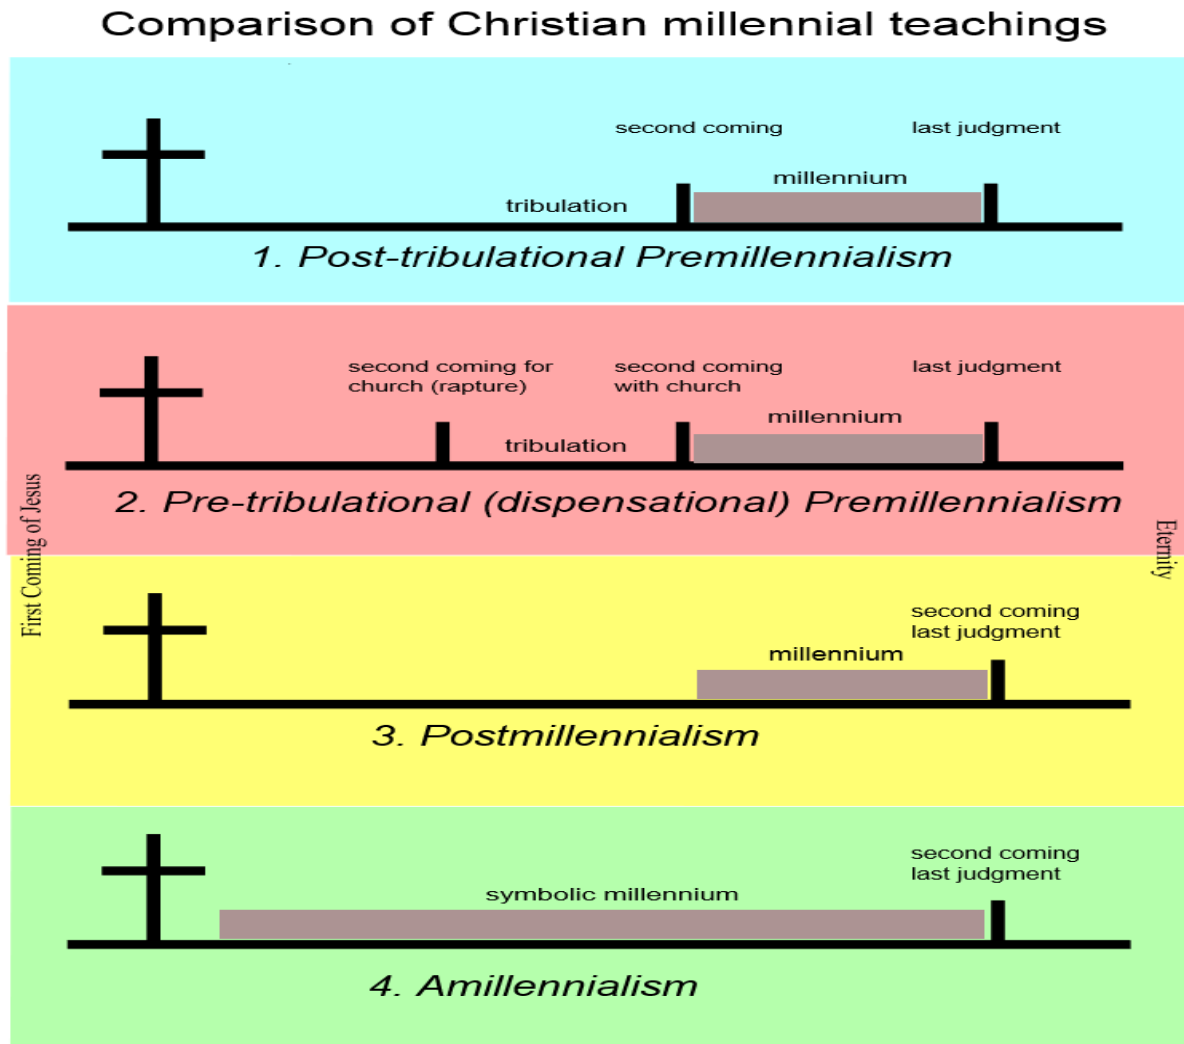 Comparison of Christian millennial teachings
second coming
last judgment
millennium
tribulation
1. Post-tribulational Premillennialism
second coming for
church (rapture)
second coming
with church
last judgment
millennium
tribulation
2. Pre-tribulational (dispensational) Premillennialism
First Coming of Jesus
Eternity
second coming
last judgment
millennium
3. Postmillennialism
second coming
last judgment
symbolic millennium
4. Amillennialism